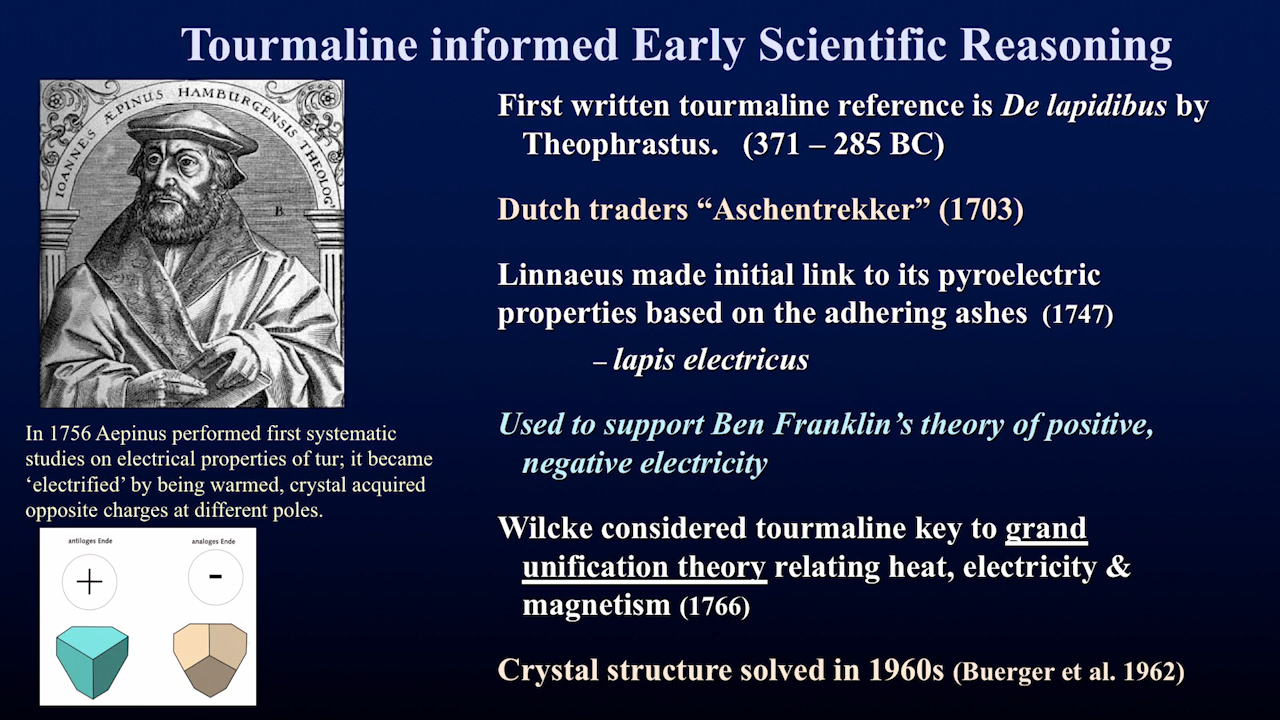 Tourmaline informed Early Scientific Reasoning
IOANNES ÆPINUS HAMBURGENSIS THEOLOG'
B.
In 1756 Aepinus performed first systematic
studies on electrical properties of tur; it became
‘electrified’ by being warmed, crystal acquired
opposite charges at different poles.
antiloges Ende
analoges Ende
+
-
First written tourmaline reference is De lapidibus by
Theophrastus. (371 – 285 BC)
Dutch traders “Aschentrekker” (1703)
Linnaeus made initial link to its pyroelectric
properties based on the adhering ashes (1747)
– lapis electricus
Used to support Ben Franklin’s theory of positive,
negative electricity
Wilcke considered tourmaline key to grand
unification theory relating heat, electricity &
magnetism (1766)
Crystal structure solved in 1960s (Buerger et al. 1962)